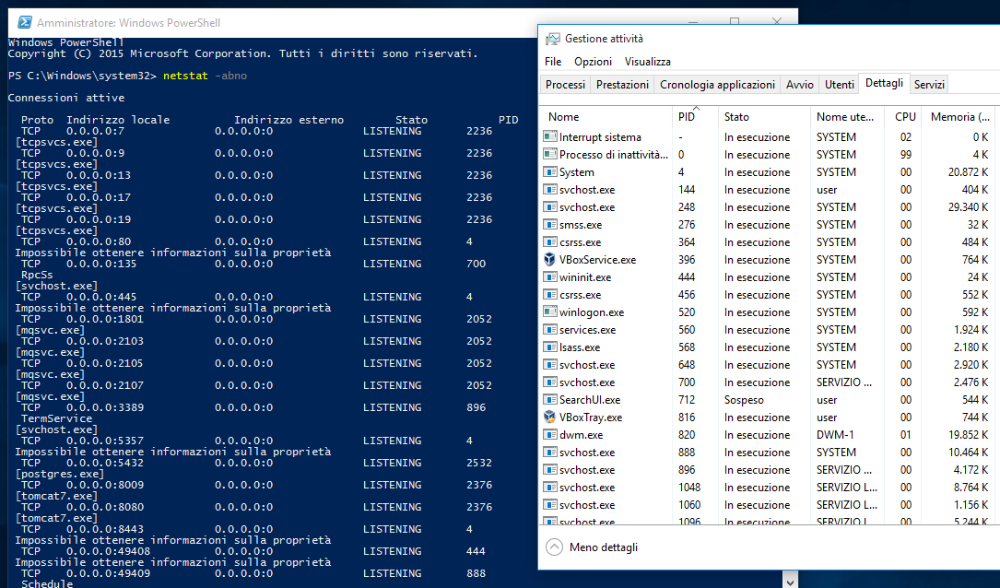 Amministratore: Windows PowerShell
Windows PowerShell
Copyright (C) 2015 Microsoft Corporation. Tutti i diritti sono riservati.
PS C:\Windows\system32> netstat -abno
Connessioni attive
Proto Indirizzo locale Indirizzo esterno Stato PID
TCP 0.0.0.0:7 0.0.0.0:0 LISTENING 2236
[tcpsvcs.exe]
TCP 0.0.0.0:9 0.0.0.0:0 LISTENING 2236
[tcpsvcs.exe]
TCP 0.0.0.0:13 0.0.0.0:0 LISTENING 2236
[tcpsvcs.exe]
TCP 0.0.0.0:17 0.0.0.0:0 LISTENING 2236
[tcpsvcs.exe]
TCP 0.0.0.0:19 0.0.0.0:0 LISTENING 2236
[tcpsvcs.exe]
TCP 0.0.0.0:80 0.0.0.0:0 LISTENING 4
Impossibile ottenere informazioni sulla proprietà
TCP 0.0.0.0:135 0.0.0.0:0 LISTENING 700
RpcSs
[svchost.exe]
TCP 0.0.0.0:445 0.0.0.0:0 LISTENING 4
Impossibile ottenere informazioni sulla proprietà
TCP 0.0.0.0:1801 0.0.0.0:0 LISTENING 2052
[mqsvc.exe]
TCP 0.0.0.0:2103 0.0.0.0:0 LISTENING 2052
[mqsvc.exe]
TCP 0.0.0.0:2105 0.0.0.0:0 LISTENING 2052
[mqsvc.exe]
TCP 0.0.0.0:2107 0.0.0.0:0 LISTENING 2052
[mqsvc.exe]
TCP 0.0.0.0:3389 0.0.0.0:0 LISTENING 896
TermService
[svchost.exe]
TCP 0.0.0.0:5357 0.0.0.0:0 LISTENING 4
Impossibile ottenere informazioni sulla proprietà
TCP 0.0.0.0:5432 0.0.0.0:0 LISTENING 2532
[postgres.exe]
TCP 0.0.0.0:8009 0.0.0.0:0 LISTENING 2376
[tomcat7.exe]
TCP 0.0.0.0:8080 0.0.0.0:0 LISTENING 2376
[tomcat7.exe]
TCP 0.0.0.0:8443 0.0.0.0:0 LISTENING 4
Impossibile ottenere informazioni sulla proprietà
TCP 0.0.0.0:49408 0.0.0.0:0 LISTENING 444
Impossibile ottenere informazioni sulla proprietà
TCP 0.0.0.0:49409 0.0.0.0:0 LISTENING 888
Schedule
Gestione attività
File Opzioni Visualizza
Processi Prestazioni Cronologia applicazioni Avvio Utenti Dettagli Servizi
Nome PID Stato Nome ute... CPU Memoria (...
Interrupt sistema - In esecuzione SYSTEM 02 0 K
Processo di inattività... 0 In esecuzione SYSTEM 99 4 K
System 4 In esecuzione SYSTEM 00 20.872 K
svchost.exe 144 In esecuzione user 00 404 K
svchost.exe 248 In esecuzione SYSTEM 00 29.340 K
smss.exe 276 In esecuzione SYSTEM 00 32 K
csrss.exe 364 In esecuzione SYSTEM 00 484 K
VBoxService.exe 396 In esecuzione SYSTEM 00 764 K
wininit.exe 444 In esecuzione SYSTEM 00 24 K
csrss.exe 456 In esecuzione SYSTEM 00 552 K
winlogon.exe 520 In esecuzione SYSTEM 00 592 K
services.exe 560 In esecuzione SYSTEM 00 1.924 K
lsass.exe 568 In esecuzione SYSTEM 00 2.180 K
svchost.exe 648 In esecuzione SYSTEM 00 2.920 K
svchost.exe 700 In esecuzione SERVIZIO ... 00 2.476 K
SearchUI.exe 712 Sospeso user 00 544 K
VBoxTray.exe 816 In esecuzione user 00 744 K
dwm.exe 820 In esecuzione DWM-1 01 19.852 K
svchost.exe 888 In esecuzione SYSTEM 00 10.464 K
svchost.exe 896 In esecuzione SERVIZIO ... 00 4.172 K
svchost.exe 1048 In esecuzione SERVIZIO L... 00 8.764 K
svchost.exe 1060 In esecuzione SERVIZIO L... 00 1.156 K
svchost.exe 1096 In esecuzione SERVIZIO L... 00 5.244 K
Meno dettagli